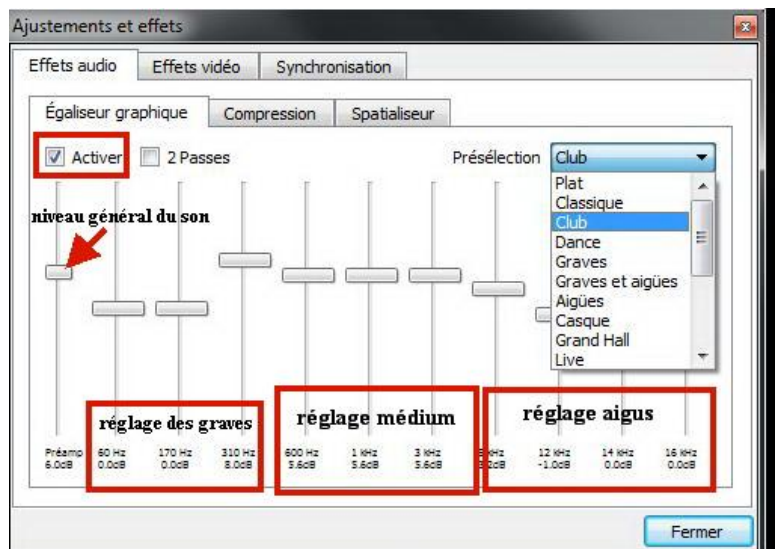 Ajustements et effets
Effets audio Effets vidéo Synchronisation
Égaliseur graphique Compression Spatialiseur
Activer 2 Passes Présélection Club
Plat
Classique
Club
Dance
Graves
Graves et aigües
Aigües
Casque
Grand Hall
Live
niveau général du son
réglage des graves réglage médium réglage aigus
Préamp 60 Hz 170 Hz 310 Hz 600 Hz 1 kHz 3 kHz kHz 12 kHz 14 kHz 16 kHz
6.0dB 0.0dB 0.0dB 8.0dB 5.6dB 5.6dB 5.6dB 2dB -1.0dB 0.0dB 0.0dB
Fermer